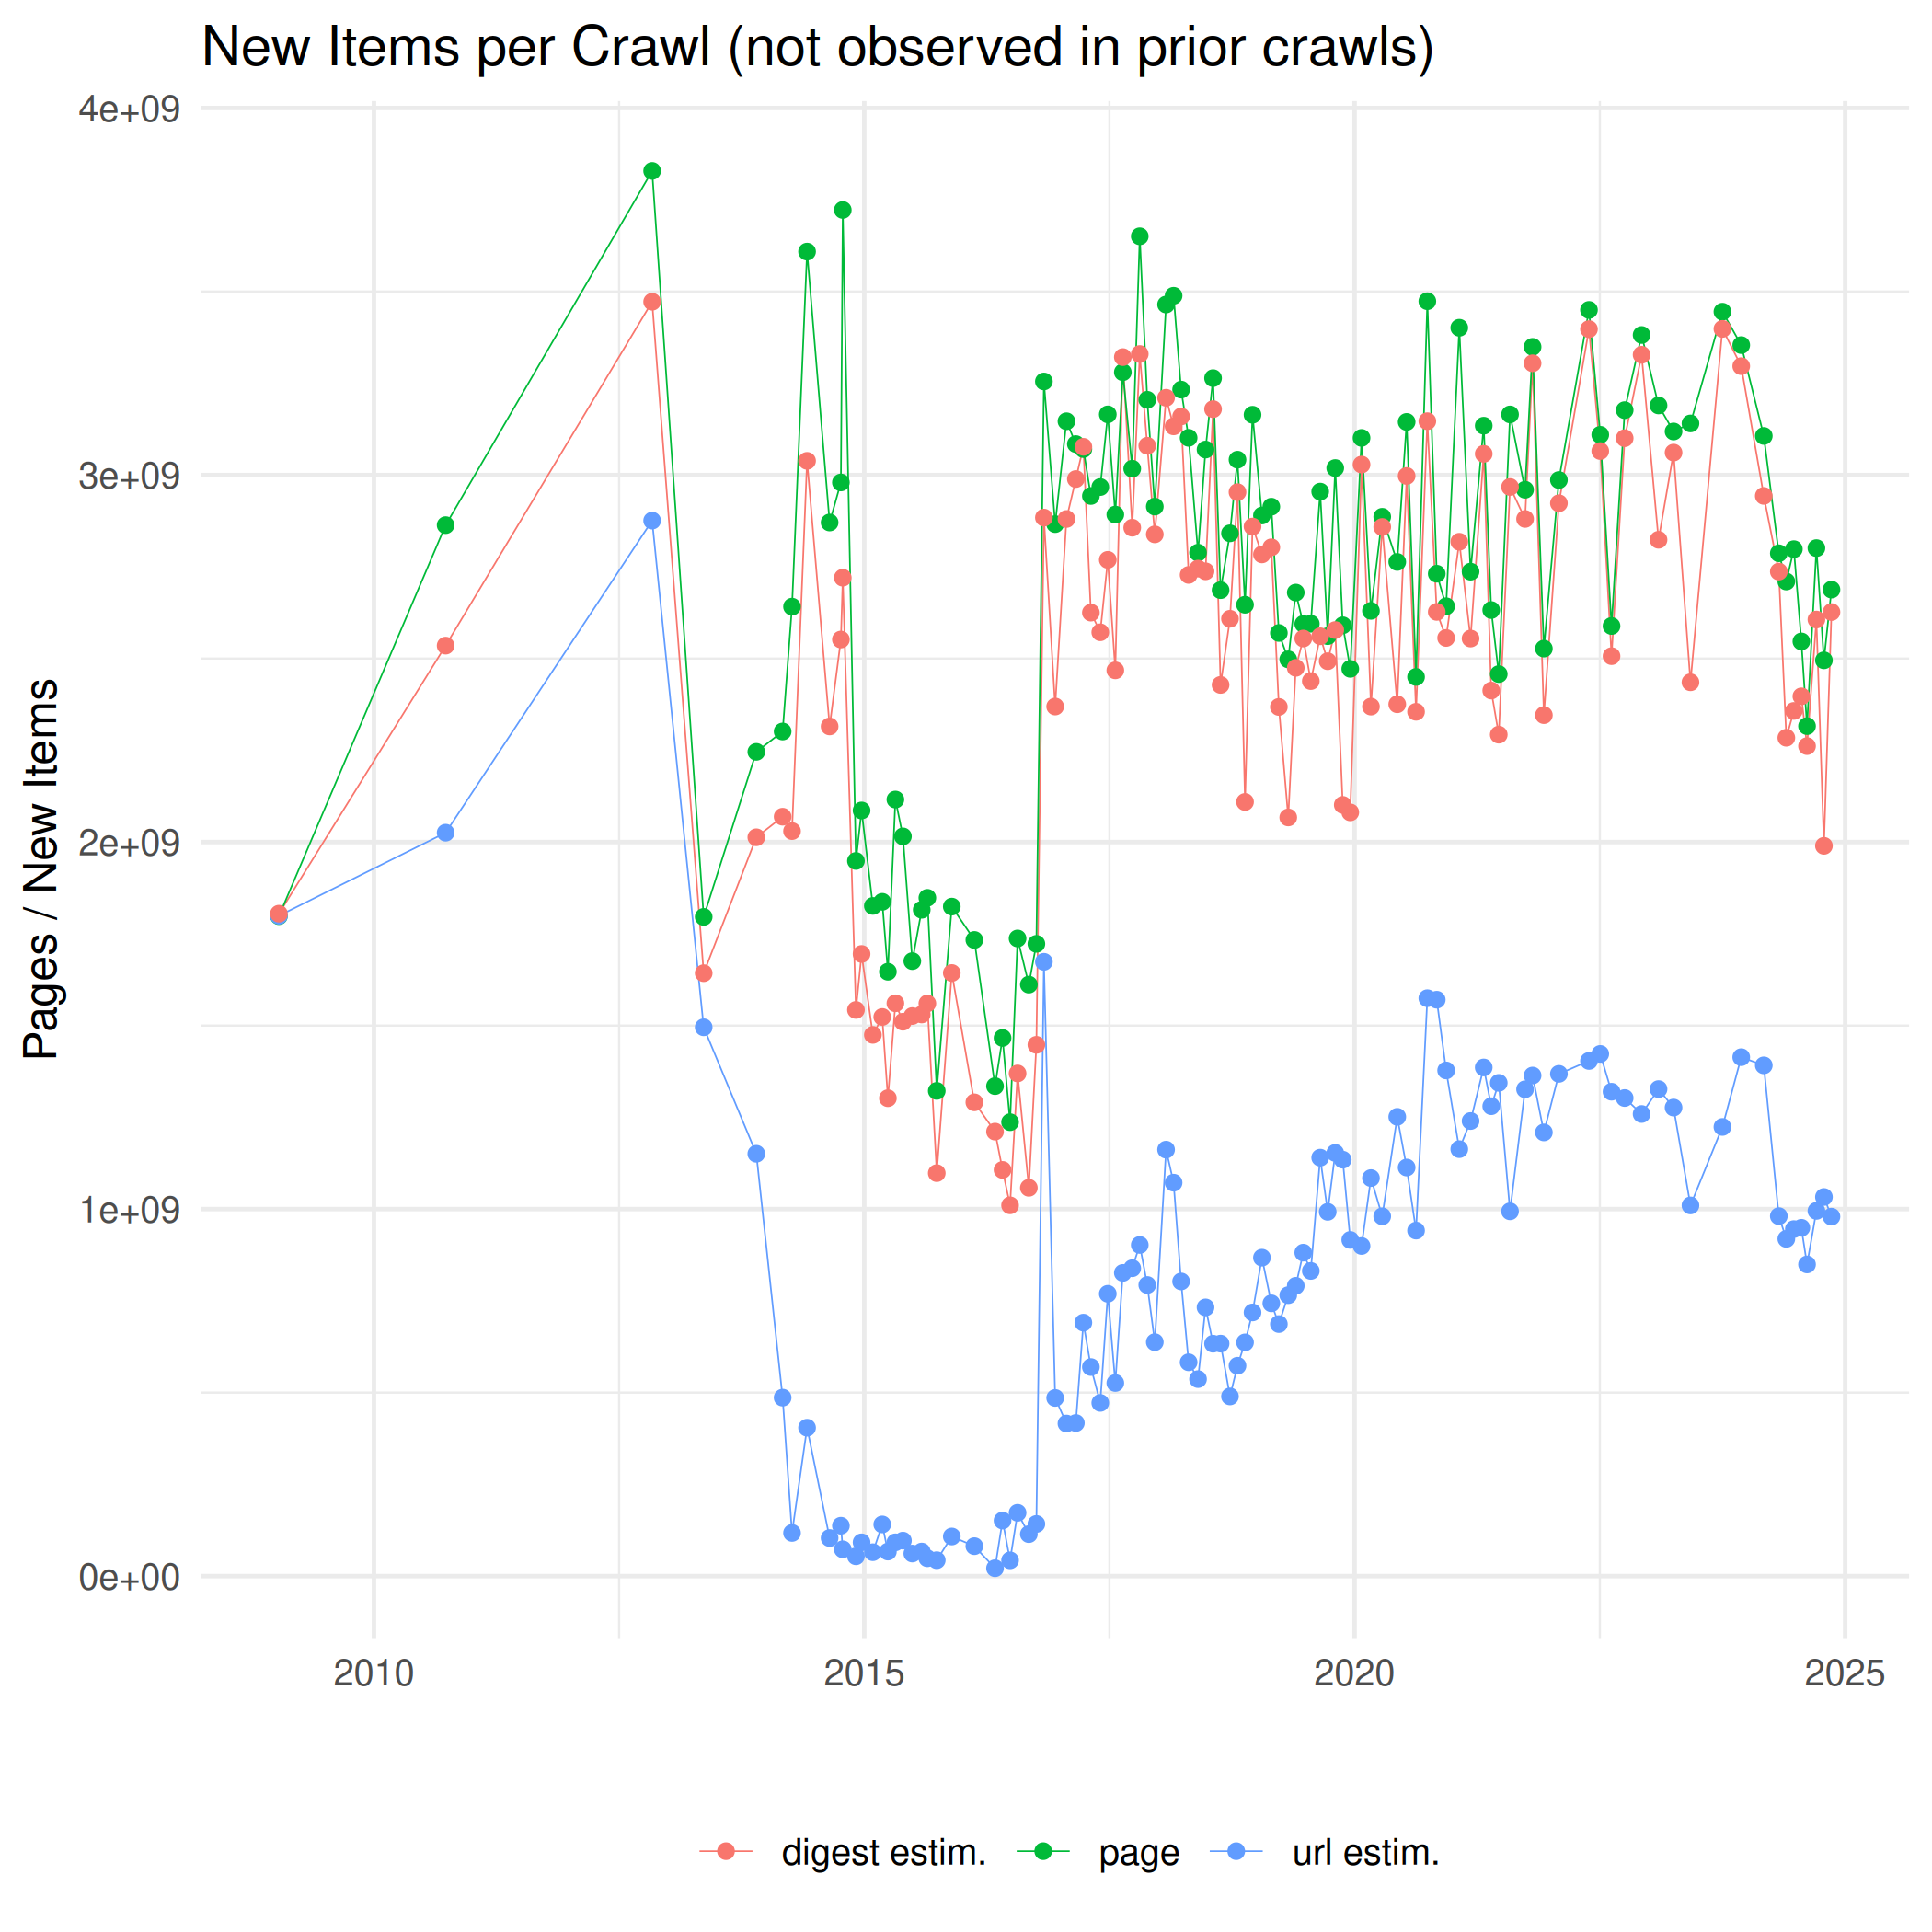 New Items per Crawl (not observed in prior crawls)
Pages / New Items
4e+09
3e+09
2e+09
1e+09
0e+00
2010 2015 2020 2025
digest estim. page url estim.